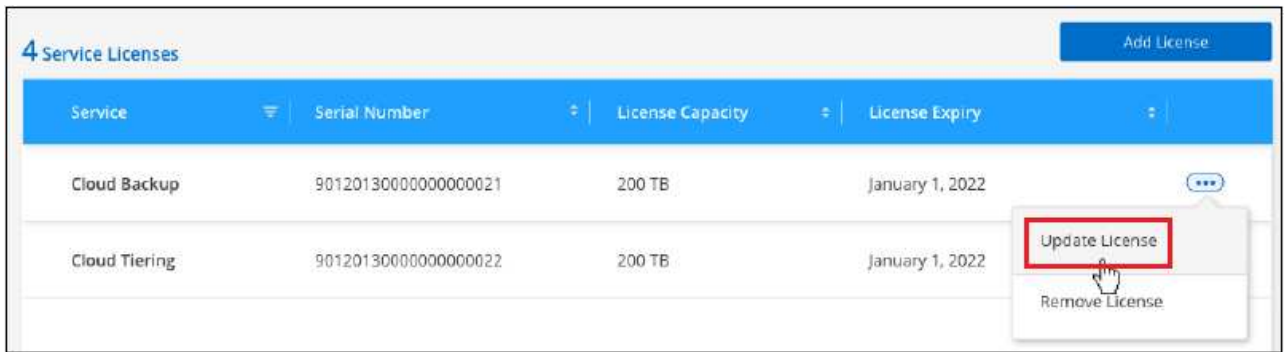 4 Service Licenses
Add License
Service Serial Number License Capacity License Expiry
Cloud Backup 90120130000000000021 200 TB January 1, 2022
Update License
Cloud Tiering 90120130000000000022 200 TB January 1, 2022
Remove License